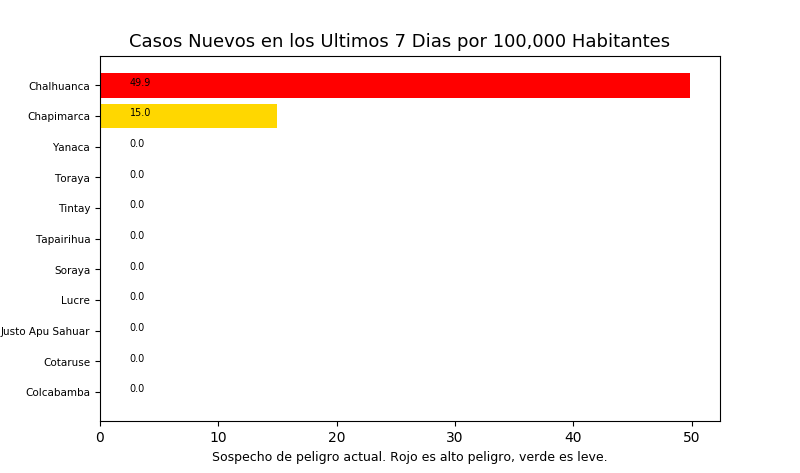 Casos Nuevos en los Ultimos 7 Dias por 100,000 Habitantes
Chalhuanca 49.9
Chapimarca 15.0
Yanaca 0.0
Toraya 0.0
Tintay 0.0
Tapairihua 0.0
Soraya 0.0
Lucre 0.0
Justo Apu Sahuar 0.0
Cotaruse 0.0
Colcabamba 0.0
0 10 20 30 40 50
Sospecho de peligro actual. Rojo es alto peligro, verde es leve.